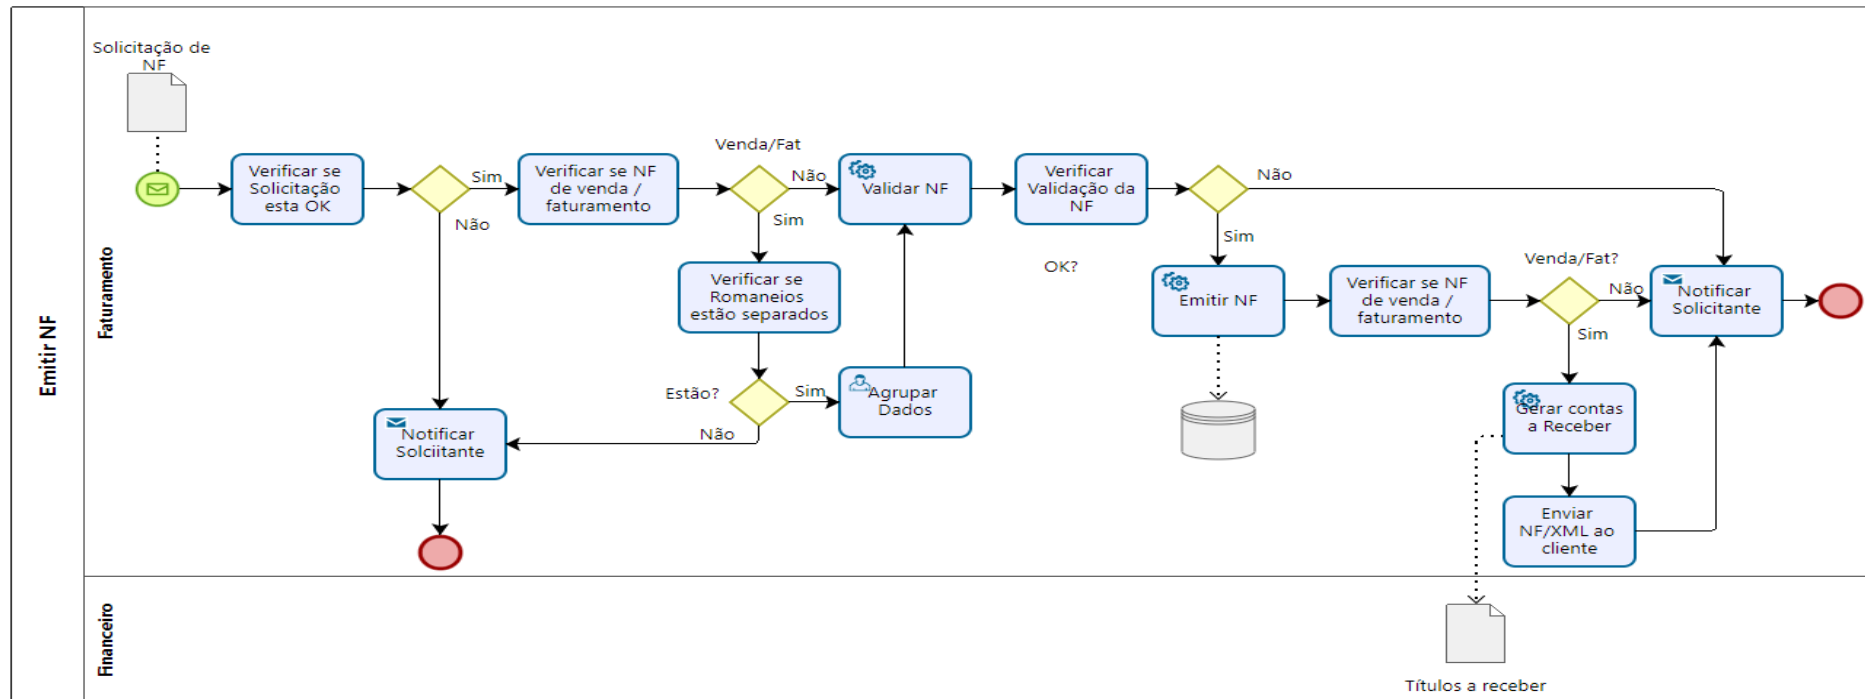 Emitir NF
Faturamento
Solicitação de
NF
Verificar se
Solicitação
esta OK
Sim
Não
Verificar se NF
de venda /
faturamento
Venda/Fat
Não
Sim
Verificar se
Romaneios
estão separados
Estão?
Sim
Não
Notificar
Solciitante
Agrupar
Dados
Validar NF
Verificar
Validação da
NF
OK?
Não
Sim
Emitir NF
Verificar se NF
de venda /
faturamento
Venda/Fat?
Não
Sim
Notificar
Solicitante
Gerar contas
a Receber
Enviar
NF/XML ao
cliente
Financeiro
Títulos a receber